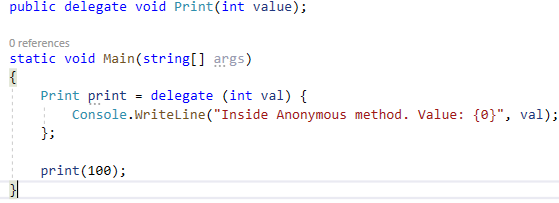 public delegate void Print(int value);
0 references
static void Main(string[] args)
{
Print print = delegate (int val) {
Console.WriteLine("Inside Anonymous method. Value: {0}", val);
};
print(100);
}